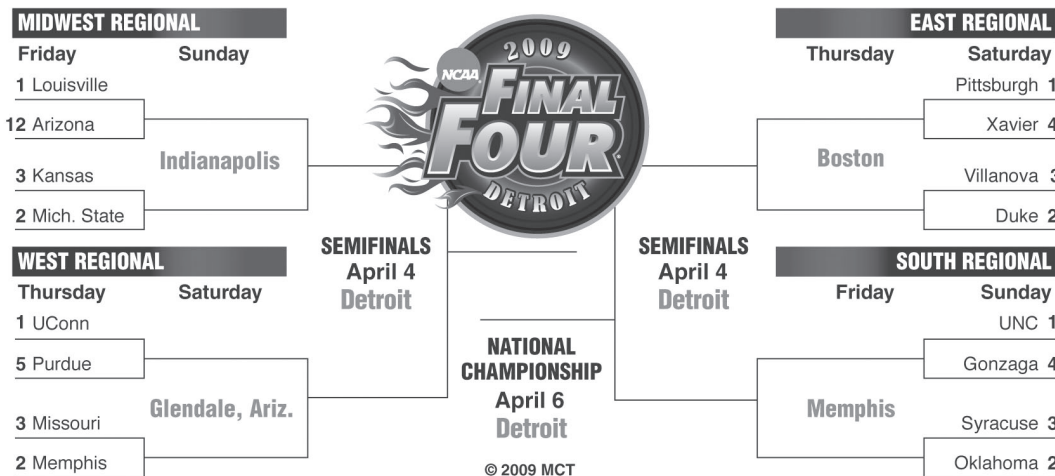 MIDWEST REGIONAL
Friday Sunday
1 Louisville
12 Arizona
Indianapolis
3 Kansas
2 Mich. State
WEST REGIONAL
Thursday Saturday
1 UConn
5 Purdue
Glendale, Ariz.
3 Missouri
2 Memphis
2009
NCAA
FINAL
FOUR
DETROIT
SEMIFINALS
April 4
Detroit
NATIONAL
CHAMPIONSHIP
April 6
Detroit
© 2009 MCT
SEMIFINALS
April 4
Detroit
EAST REGIONAL
Thursday Saturday
Pittsburgh 1
Xavier 4
Boston
Villanova 3
Duke 2
SOUTH REGIONAL
Friday Sunday
UNC 1
Gonzaga 4
Memphis
Syracuse 3
Oklahoma 2